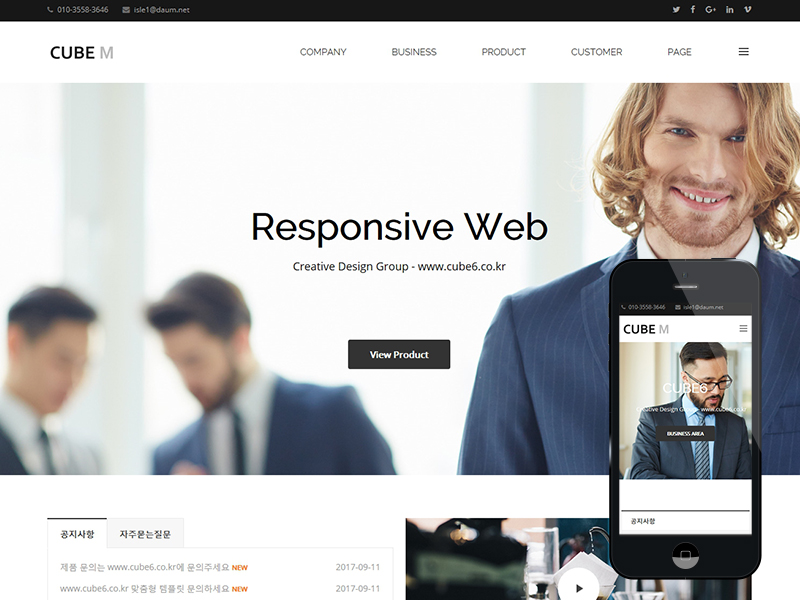 010-3558-3646 isle1@daum.net
CUBE M
COMPANY BUSINESS PRODUCT CUSTOMER PAGE
Responsive Web
Creative Design Group - www.cube6.co.kr
View Product
010-3558-3646 isle1@daum.net
CUBE M
CUBE6
Creative Design Group - www.cube6.co.kr
BUSINESS AREA
공지사항
공지사항 자주묻는질문
제품 문의는 www.cube6.co.kr에 문의주세요 NEW 2017-09-11
www.cube6.co.kr 맞춤형 템플릿 문의하세요 NEW 2017-09-11